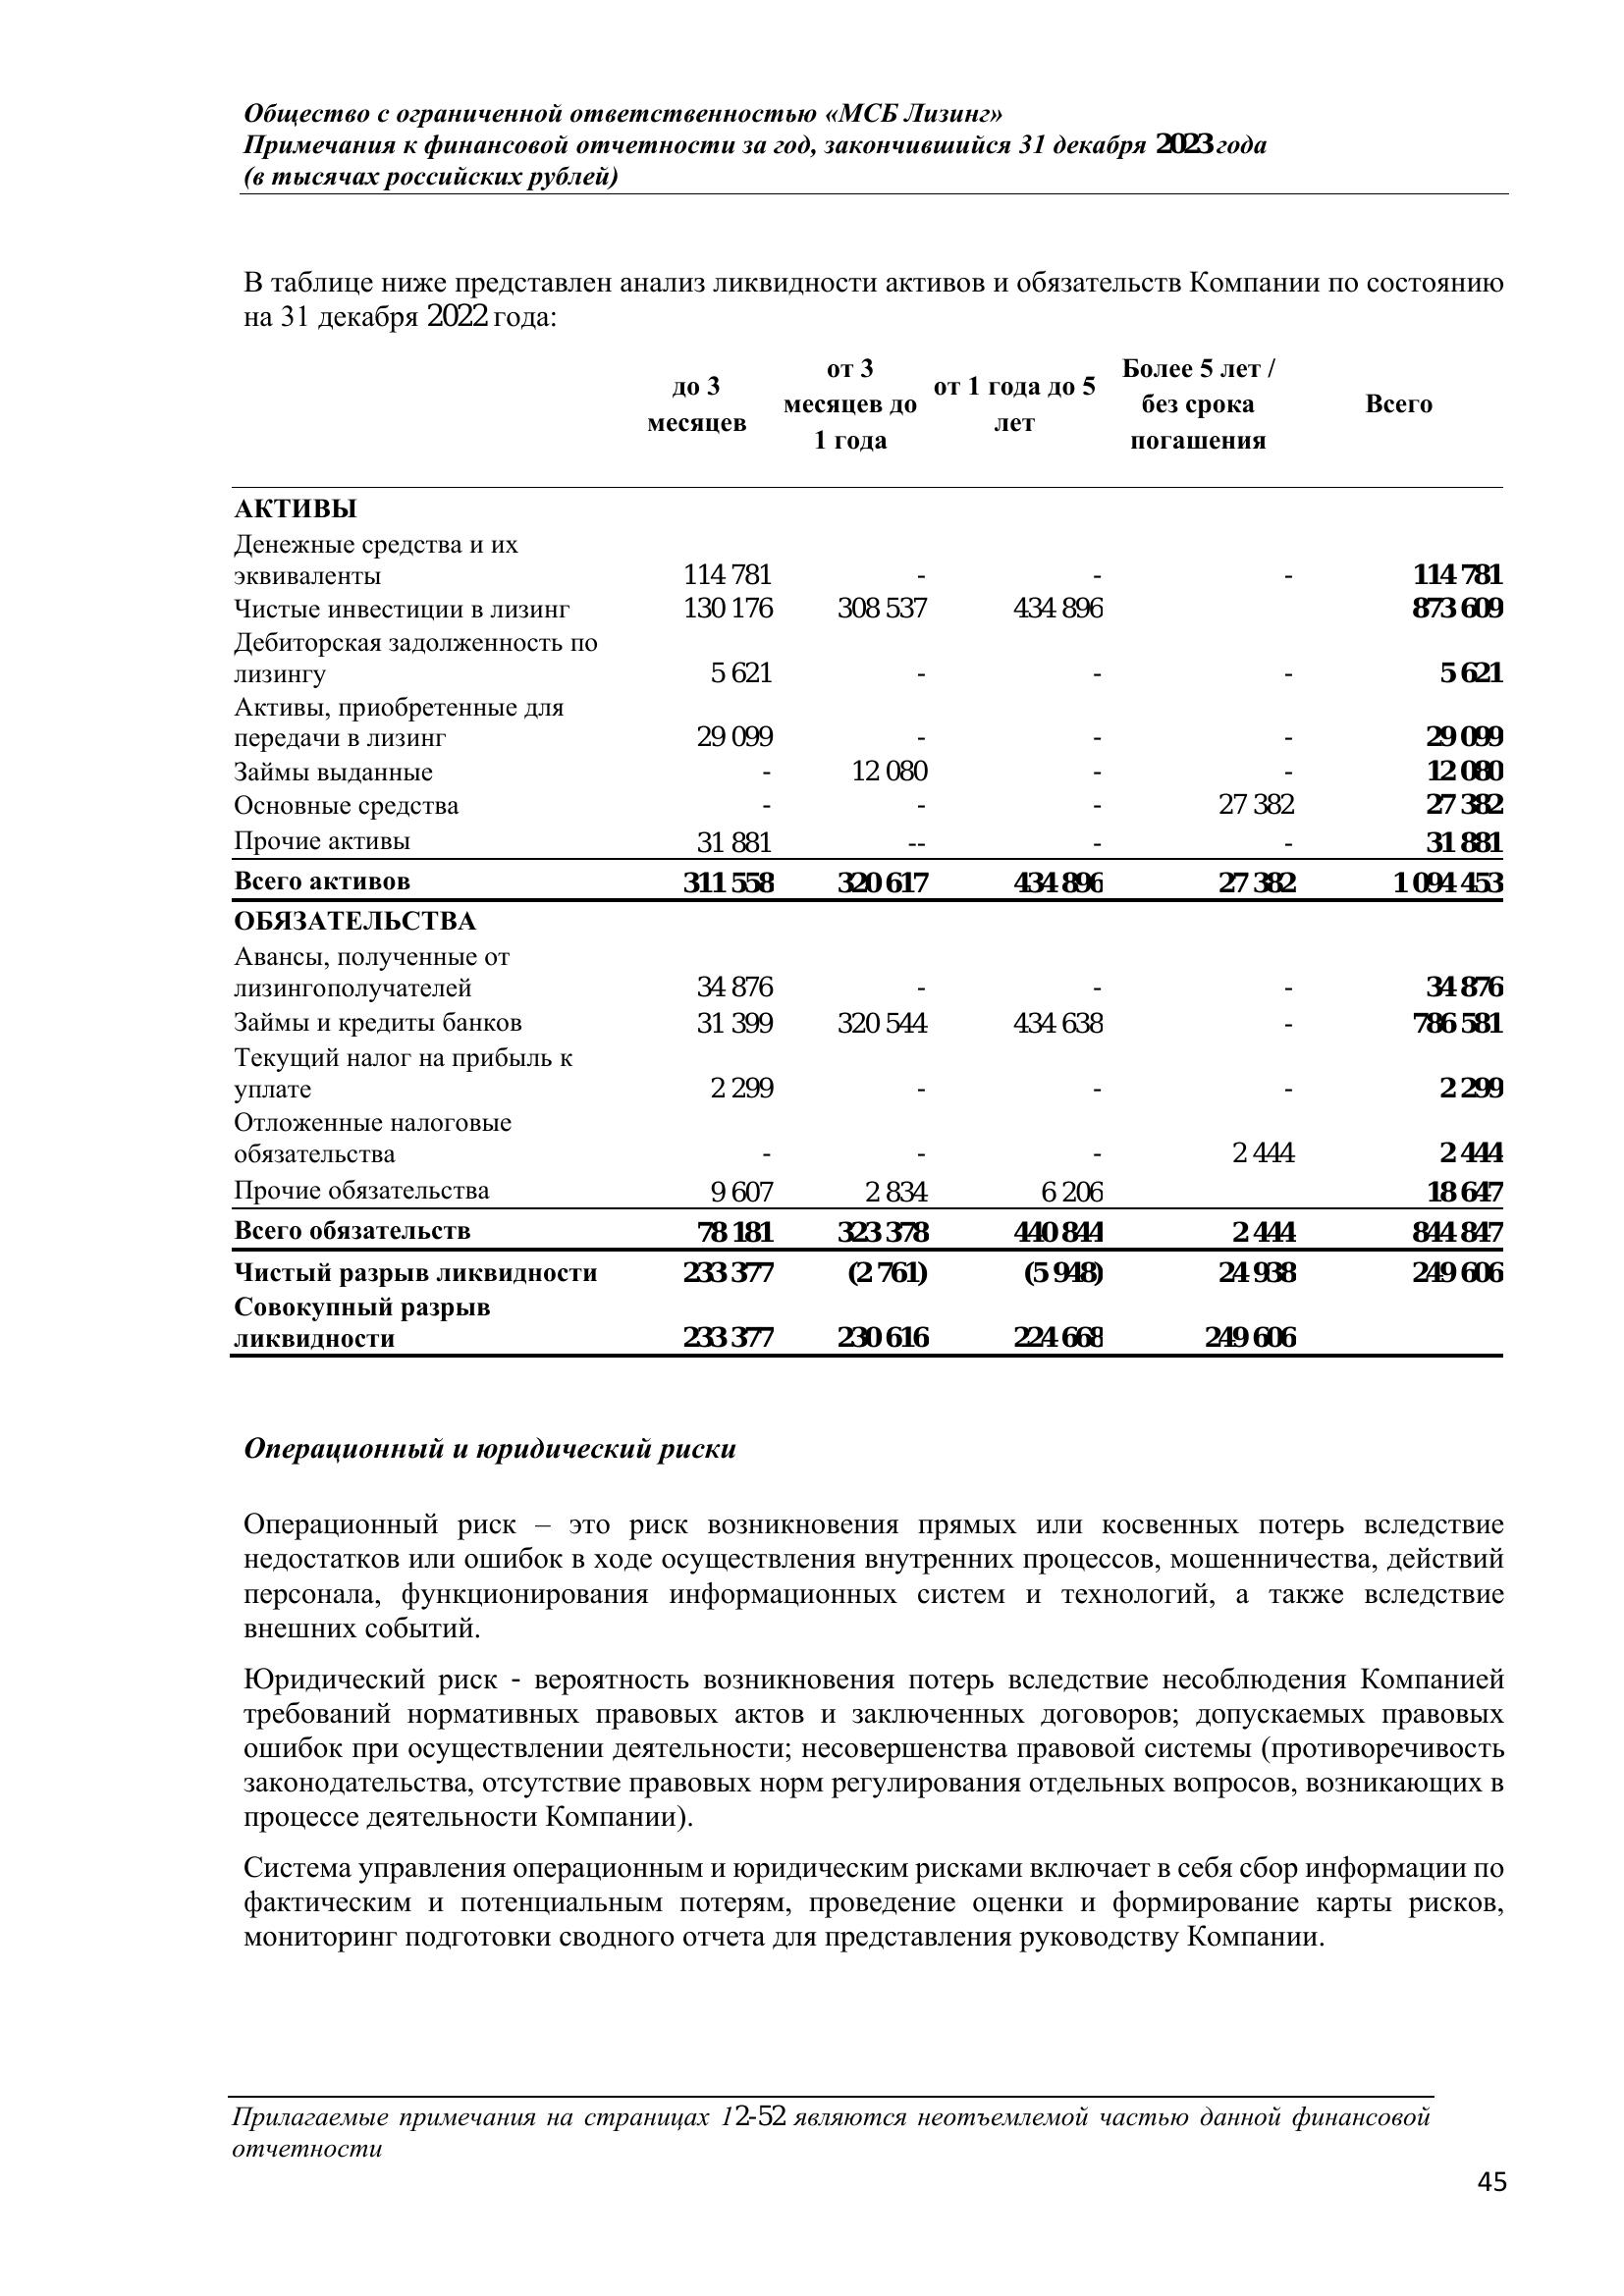 Общество с ограниченной ответственностью «МСБ Лизинг»
Примечания к финансовой отчетности за год, закончившийся 31 декабря 2023 года
(в тысячах российских рублей)
В таблице ниже представлен анализ ликвидности активов и обязательств Компании по состоянию
на 31 декабря 2022 года:
до 3 месяцев от 3 месяцев до 1 года от 1 года до 5 лет Более 5 лет / без срока погашения Всего
АКТИВЫ
Денежные средства и их
эквиваленты 114 781 - - - 114 781
Чистые инвестиции в лизинг 130 176 308 537 434 896 873 609
Дебиторская задолженность по
лизингу 5 621 - - - 5 621
Активы, приобретенные для
передачи в лизинг 29 099 - - - 29 099
Займы выданные - 12 080 - - 12 080
Основные средства - - - 27 382 27 382
Прочие активы 31 881 -- - - 31 881
Всего активов 311 558 320 617 434 896 27 382 1 094 453
ОБЯЗАТЕЛЬСТВА
Авансы, полученные от
лизингополучателей 34 876 - - - 34 876
Займы и кредиты банков 31 399 320 544 434 638 - 786 581
Текущий налог на прибыль к
уплате 2 299 - - - 2 299
Отложенные налоговые
обязательства - - - 2 444 2 444
Прочие обязательства 9 607 2 834 6 206 18 647
Всего обязательств 78 181 323 378 440 844 2 444 844 847
Чистый разрыв ликвидности 233 377 (2 761) (5 948) 24 938 249 606
Совокупный разрыв
ликвидности 233 377 230 616 224 668 249 606
Операционный и юридический риски
Операционный риск – это риск возникновения прямых или косвенных потерь вследствие
недостатков или ошибок в ходе осуществления внутренних процессов, мошенничества, действий
персонала, функционирования информационных систем и технологий, а также вследствие
внешних событий.
Юридический риск - вероятность возникновения потерь вследствие несоблюдения Компанией
требований нормативных правовых актов и заключенных договоров; допускаемых правовых
ошибок при осуществлении деятельности; несовершенства правовой системы (противоречивость
законодательства, отсутствие правовых норм регулирования отдельных вопросов, возникающих в
процессе деятельности Компании).
Система управления операционным и юридическим рисками включает в себя сбор информации по
фактическим и потенциальным потерям, проведение оценки и формирование карты рисков,
мониторинг подготовки сводного отчета для представления руководству Компании.
Прилагаемые примечания на страницах 12-52 являются неотъемлемой частью данной финансовой
отчетности
45